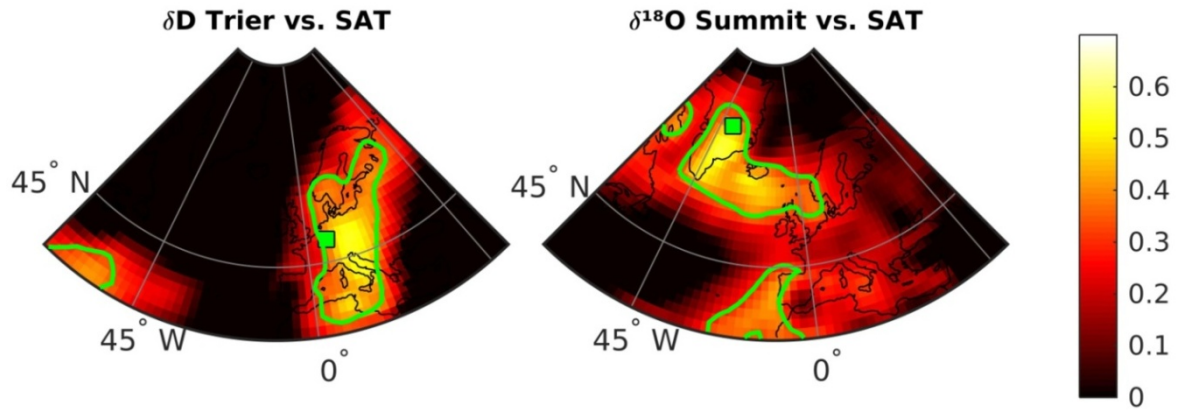 δD Trier vs. SAT
δ¹⁸O Summit vs. SAT
45° N
45° W
0°
45° N
45° W
0°
0.6
0.5
0.4
0.3
0.2
0.1
0